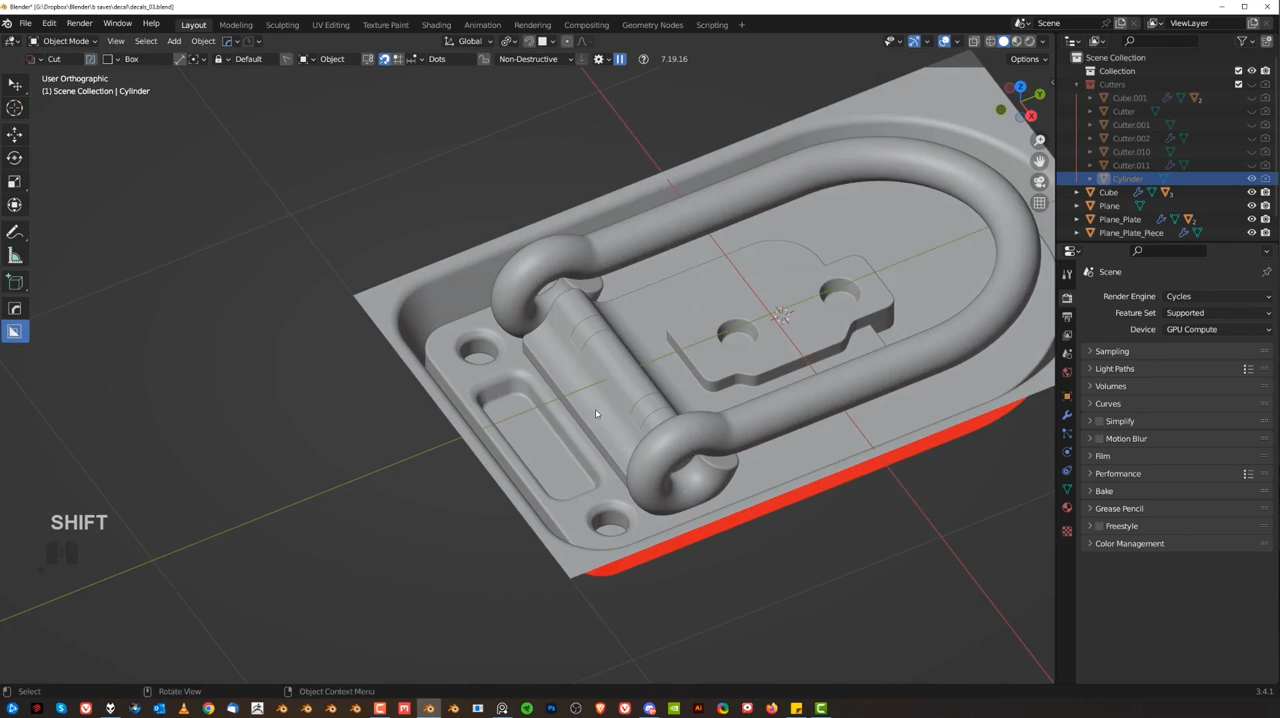 Blender* [G:\Dropbox\Blender\b saves\decal\decals_03.blend]
File Edit Render Window Help Layout Modeling Sculpting UV Editing Texture Paint Shading Animation Rendering Compositing Geometry Nodes Scripting Scene ViewLayer
Object Mode View Select Add Object Global
Cut Box Default Object Dots Non-Destructive 7.19.16 Options
User Orthographic
(1) Scene Collection | Cylinder
Z
Y
X
SHIFT
Scene Collection
Collection
Cutters
Cube.001 2
Cutter
Cutter.001
Cutter.002
Cutter.010
Cutter.011
Cylinder
Cube 3
Plane
Plane_Plate 2
Plane_Plate_Piece
Scene
Render Engine Cycles
Feature Set Supported
Device GPU Compute
Sampling
Light Paths
Volumes
Curves
Simplify
Motion Blur
Film
Performance
Bake
Grease Pencil
Freestyle
Color Management
Select Rotate View Object Context Menu 3.4.1